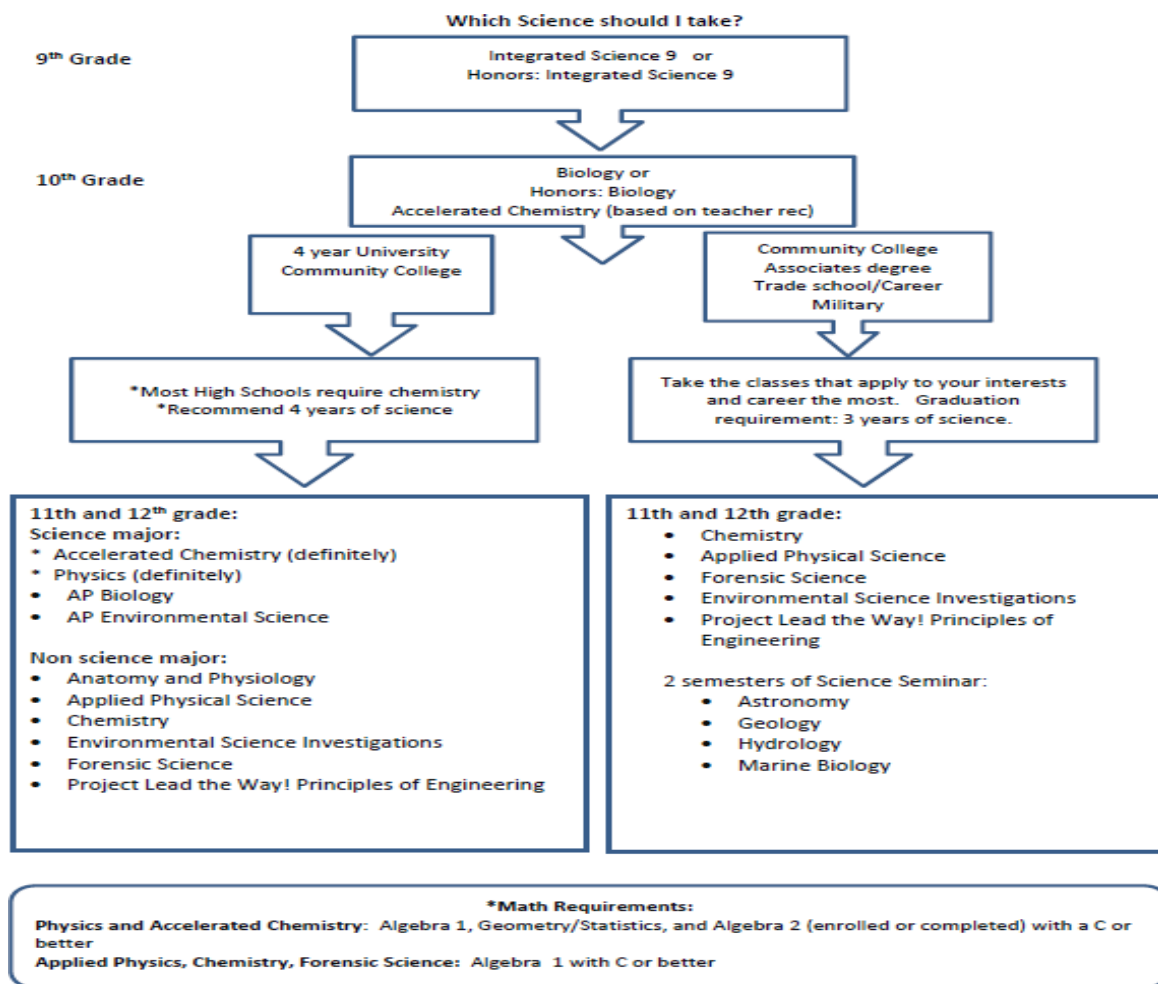 Which Science should I take?
9th Grade
Integrated Science 9 or
Honors: Integrated Science 9
10th Grade
Biology or
Honors: Biology
Accelerated Chemistry (based on teacher rec)
4 year University
Community College
Community College
Associates degree
Trade school/Career
Military
*Most High Schools require chemistry
*Recommend 4 years of science
Take the classes that apply to your interests
and career the most. Graduation
requirement: 3 years of science.
11th and 12th grade:
Science major:
* Accelerated Chemistry (definitely)
* Physics (definitely)
• AP Biology
• AP Environmental Science
Non science major:
• Anatomy and Physiology
• Applied Physical Science
• Chemistry
• Environmental Science Investigations
• Forensic Science
• Project Lead the Way! Principles of Engineering
11th and 12th grade:
• Chemistry
• Applied Physical Science
• Forensic Science
• Environmental Science Investigations
• Project Lead the Way! Principles of
Engineering
2 semesters of Science Seminar:
• Astronomy
• Geology
• Hydrology
• Marine Biology
*Math Requirements:
Physics and Accelerated Chemistry: Algebra 1, Geometry/Statistics, and Algebra 2 (enrolled or completed) with a C or
better
Applied Physics, Chemistry, Forensic Science: Algebra 1 with C or better